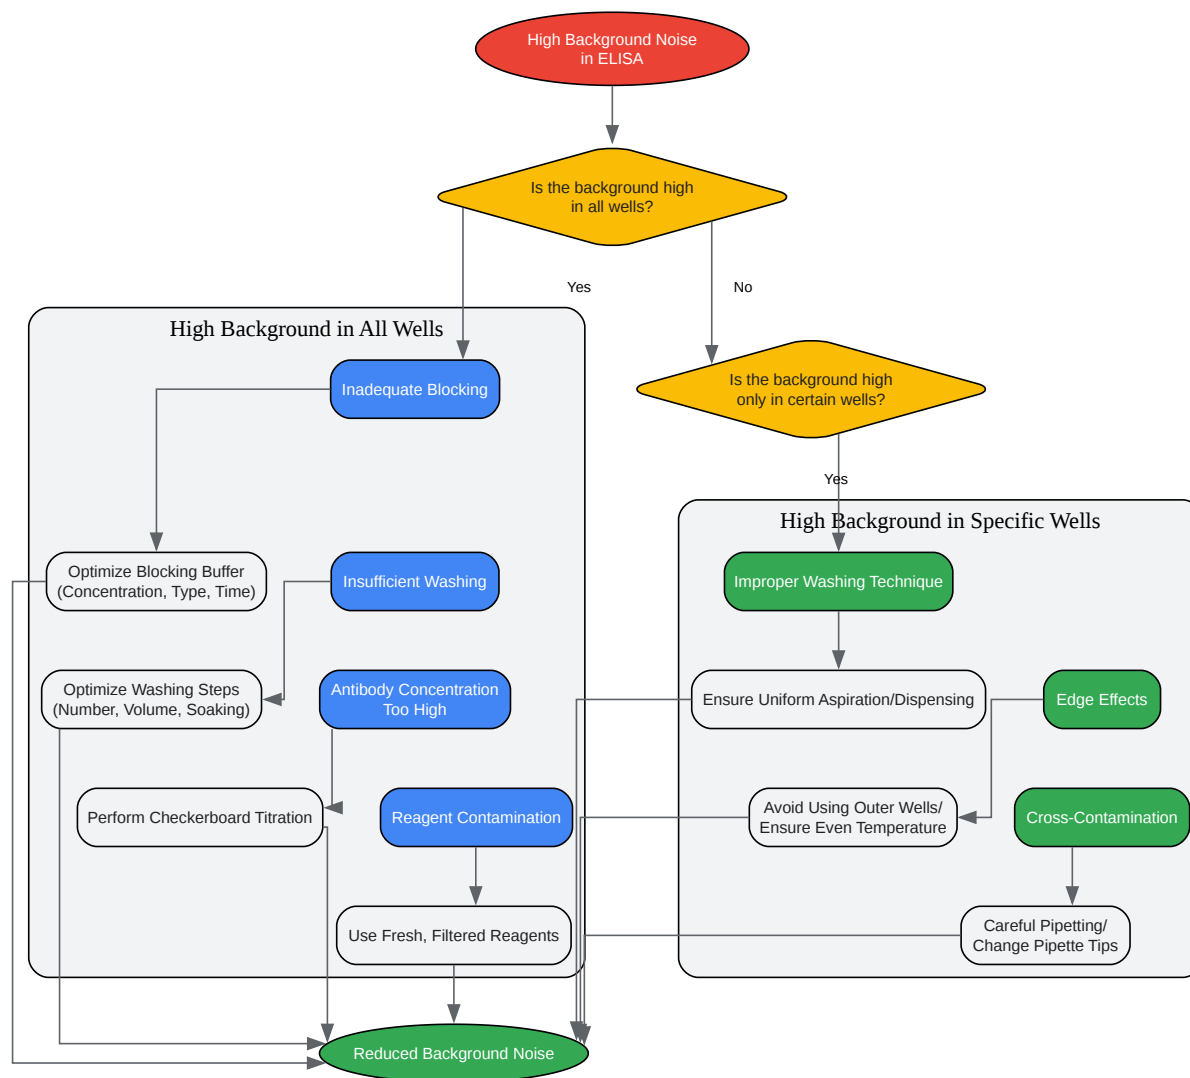 High Background Noise
in ELISA
Is the background high
in all wells?
Yes
No
High Background in All Wells
Inadequate Blocking
Is the background high
only in certain wells?
Yes
High Background in Specific Wells
Optimize Blocking Buffer
(Concentration, Type, Time)
Insufficient Washing
Improper Washing Technique
Optimize Washing Steps
(Number, Volume, Soaking)
Antibody Concentration
Too High
Ensure Uniform Aspiration/Dispensing
Edge Effects
Perform Checkerboard Titration
Reagent Contamination
Avoid Using Outer Wells/
Ensure Even Temperature
Cross-Contamination
Use Fresh, Filtered Reagents
Careful Pipetting/
Change Pipette Tips
Reduced Background Noise